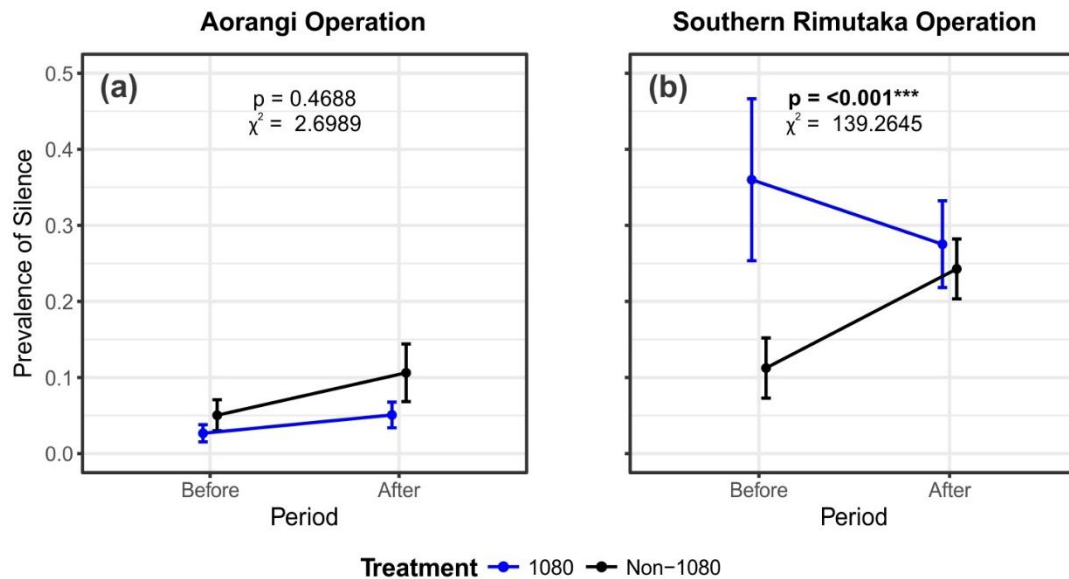 Aorangi Operation
Southern Rimutaka Operation
(a)
p = 0.4688
χ² = 2.6989
(b)
p = <0.001***
χ² = 139.2645
Prevalence of Silence
0.5
0.4
0.3
0.2
0.1
0.0
Before After
Period
Before After
Period
Treatment 1080 Non−1080